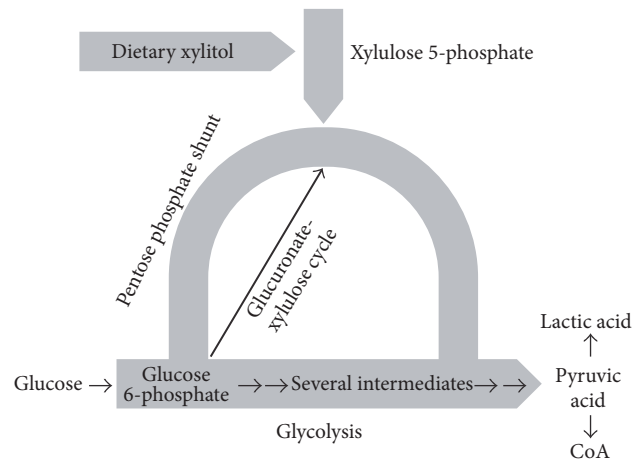 Dietary xylitol
Xylulose 5-phosphate
Pentose phosphate shunt
Glucuronate-
xylulose cycle
Lactic acid
Glucose → Glucose
6-phosphate →→ Several intermediates →→ Pyruvic
acid
Glycolysis
CoA